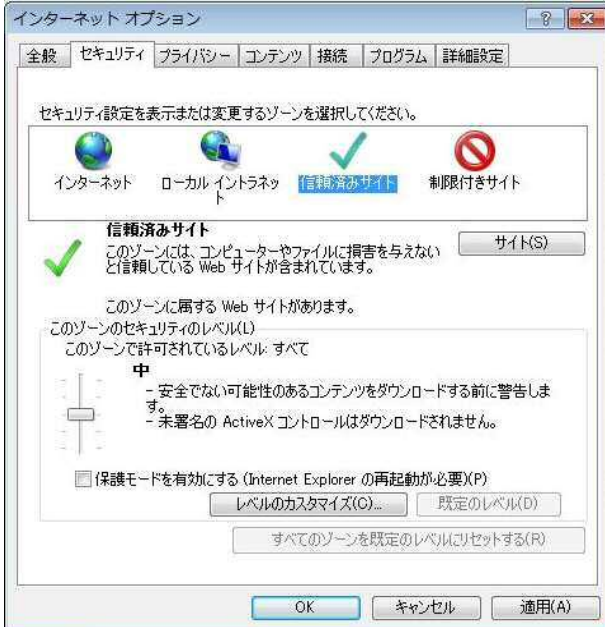 インターネット オプション
全般 セキュリティ プライバシー コンテンツ 接続 プログラム 詳細設定
セキュリティ設定を表示または変更するゾーンを選択してください。
インターネット
ローカル イントラネッ
ト
信頼済みサイト
制限付きサイト
信頼済みサイト
このゾーンには、コンピューターやファイルに損害を与えない
と信頼している Web サイトが含まれています。
サイト(S)
このゾーンに属する Web サイトがあります。
このゾーンのセキュリティのレベル(L)
このゾーンで許可されているレベル: すべて
中
- 安全でない可能性のあるコンテンツをダウンロードする前に警告しま
す。
- 未署名の ActiveX コントロールはダウンロードされません。
保護モードを有効にする (Internet Explorer の再起動が必要)(P)
レベルのカスタマイズ(C)... 既定のレベル(D)
すべてのゾーンを既定のレベルにリセットする(R)
OK キャンセル 適用(A)